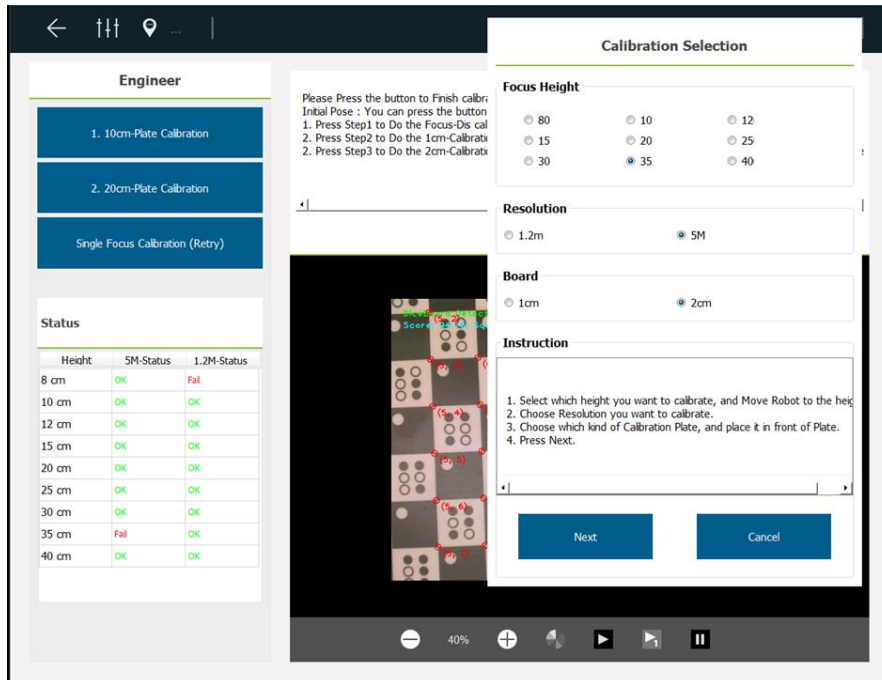 ...
Engineer
1. 10cm-Plate Calibration
2. 20cm-Plate Calibration
Single Focus Calibration (Retry)
Status
Height 5M-Status 1.2M-Status
8 cm OK Fail
10 cm OK OK
12 cm OK OK
15 cm OK OK
20 cm OK OK
25 cm OK OK
30 cm OK OK
35 cm Fail OK
40 cm OK OK
Please Press the button to Finish calibra
Initial Pose : You can press the button
1. Press Step1 to Do the Focus-Dis cal
2. Press Step2 to Do the 1cm-Calibratio
2. Press Step3 to Do the 2cm-Calibratio
(5, 4)
(5, 5)
(5, 6)
40%
Calibration Selection
Focus Height
80 10 12
15 20 25
30 35 40
Resolution
1.2m 5M
Board
1cm 2cm
Instruction
1. Select which height you want to calibrate, and Move Robot to the heig
2. Choose Resolution you want to calibrate.
3. Choose which kind of Calibration Plate, and place it in front of Plate.
4. Press Next.
Next Cancel